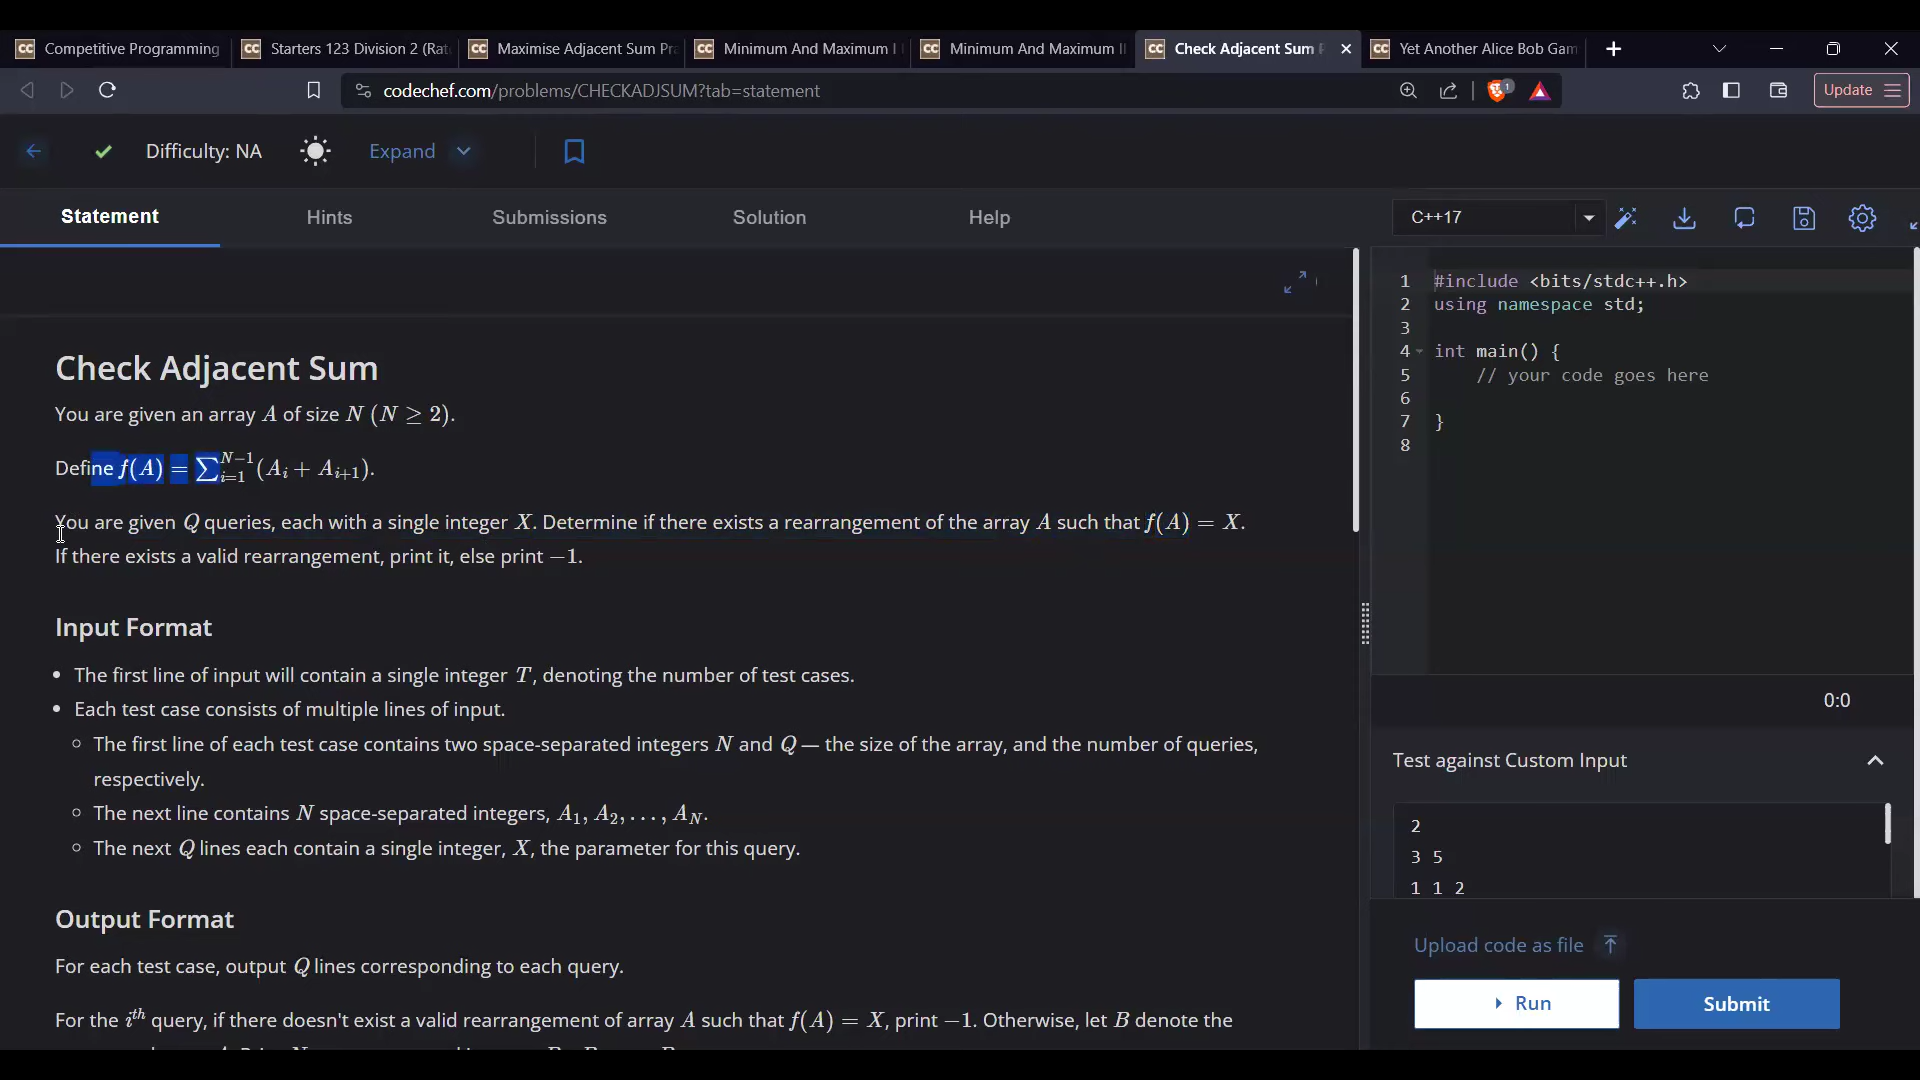 Competitive Programming
Starters 123 Division 2 (Rat
Maximise Adjacent Sum Pr
Minimum And Maximum I
Minimum And Maximum II
Check Adjacent Sum P
Yet Another Alice Bob Gam
codechef.com/problems/CHECKADJSUM?tab=statement
1
Update
Difficulty: NA
Expand
Statement
Hints
Submissions
Solution
Help
C++17
Check Adjacent Sum
You are given an array A of size N (N ≥ 2).
Define f(A) = ∑_{i=1}^{N−1}(A_i + A_{i+1}).
You are given Q queries, each with a single integer X. Determine if there exists a rearrangement of the array A such that f(A) = X.
If there exists a valid rearrangement, print it, else print −1.
Input Format
• The first line of input will contain a single integer T, denoting the number of test cases.
• Each test case consists of multiple lines of input.
◦ The first line of each test case contains two space-separated integers N and Q — the size of the array, and the number of queries,
respectively.
◦ The next line contains N space-separated integers, A_1, A_2, . . . , A_N.
◦ The next Q lines each contain a single integer, X, the parameter for this query.
Output Format
For each test case, output Q lines corresponding to each query.
For the i^{th} query, if there doesn't exist a valid rearrangement of array A such that f(A) = X, print −1. Otherwise, let B denote the
1 #include <bits/stdc++.h>
2 using namespace std;
3
4 int main() {
5 // your code goes here
6
7 }
8
0:0
Test against Custom Input
2
3 5
1 1 2
Upload code as file
Run
Submit